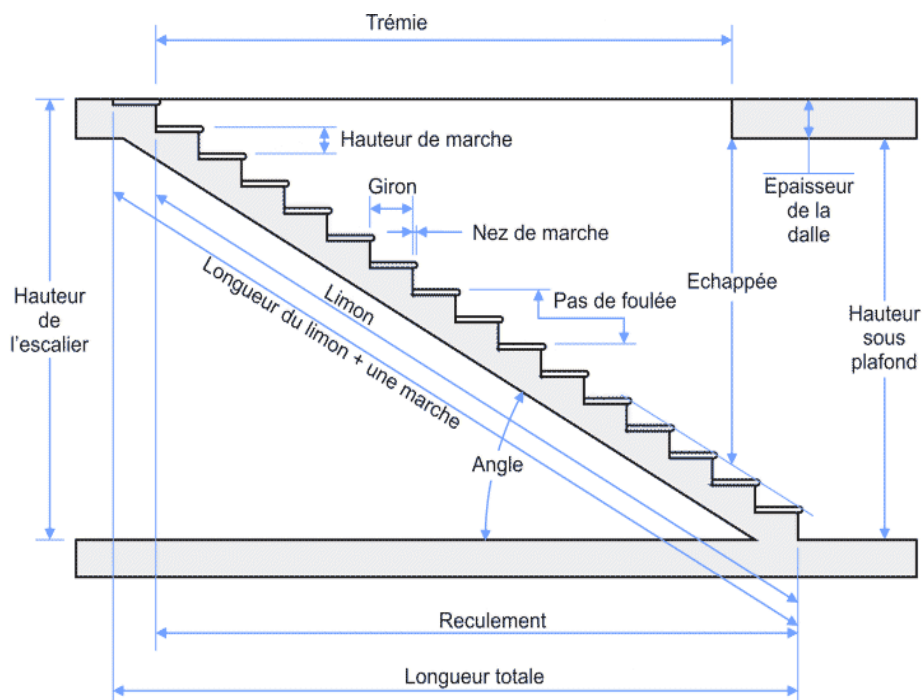 Trémie
Hauteur de marche
Giron
Epaisseur
de la
dalle
Nez de marche
Hauteur
de
l'escalier
Limon
Longueur du limon + une marche
Pas de foulée
Echappée
Hauteur
sous
plafond
Angle
Reculement
Longueur totale